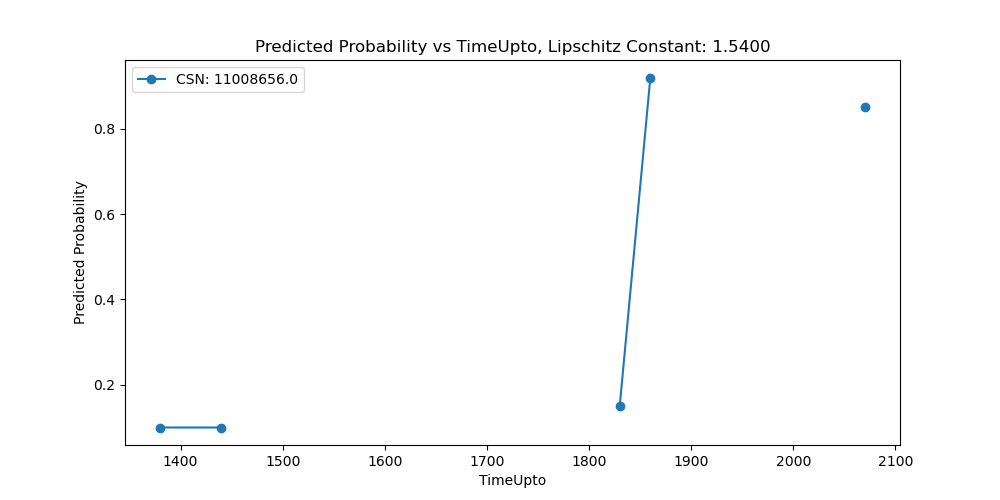 Predicted Probability vs TimeUpto, Lipschitz Constant: 1.5400
CSN: 11008656.0
Predicted Probability
0.8
0.6
0.4
0.2
1400 1500 1600 1700 1800 1900 2000 2100
TimeUpto